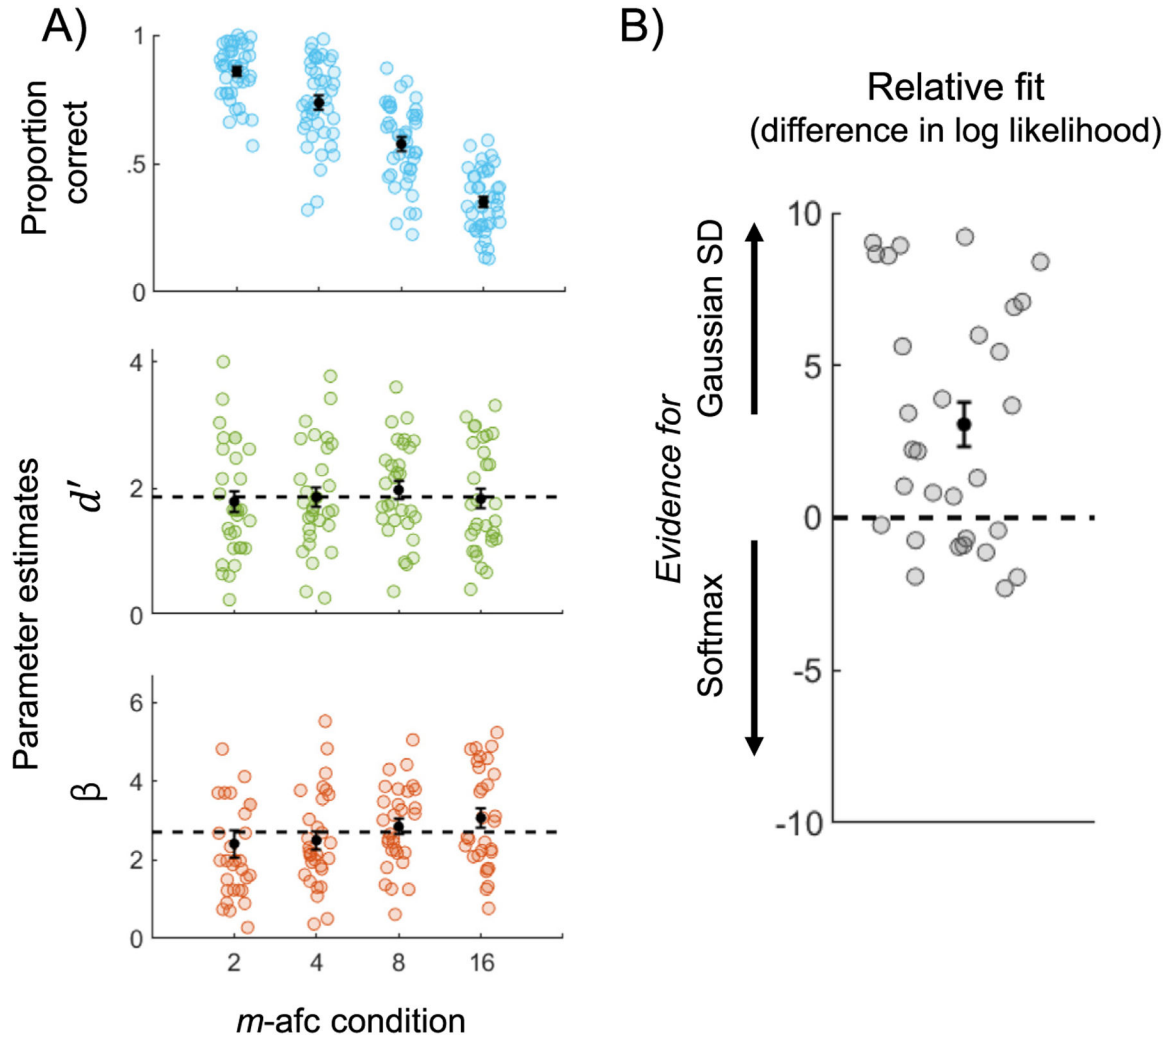 A)
Proportion
correct
1
.5
0
Parameter estimates
d′
4
2
0
β
6
4
2
0
2 4 8 16
m-afc condition
B)
Relative fit
(difference in log likelihood)
Evidence for
Gaussian SD
Softmax
10
5
0
-5
-10